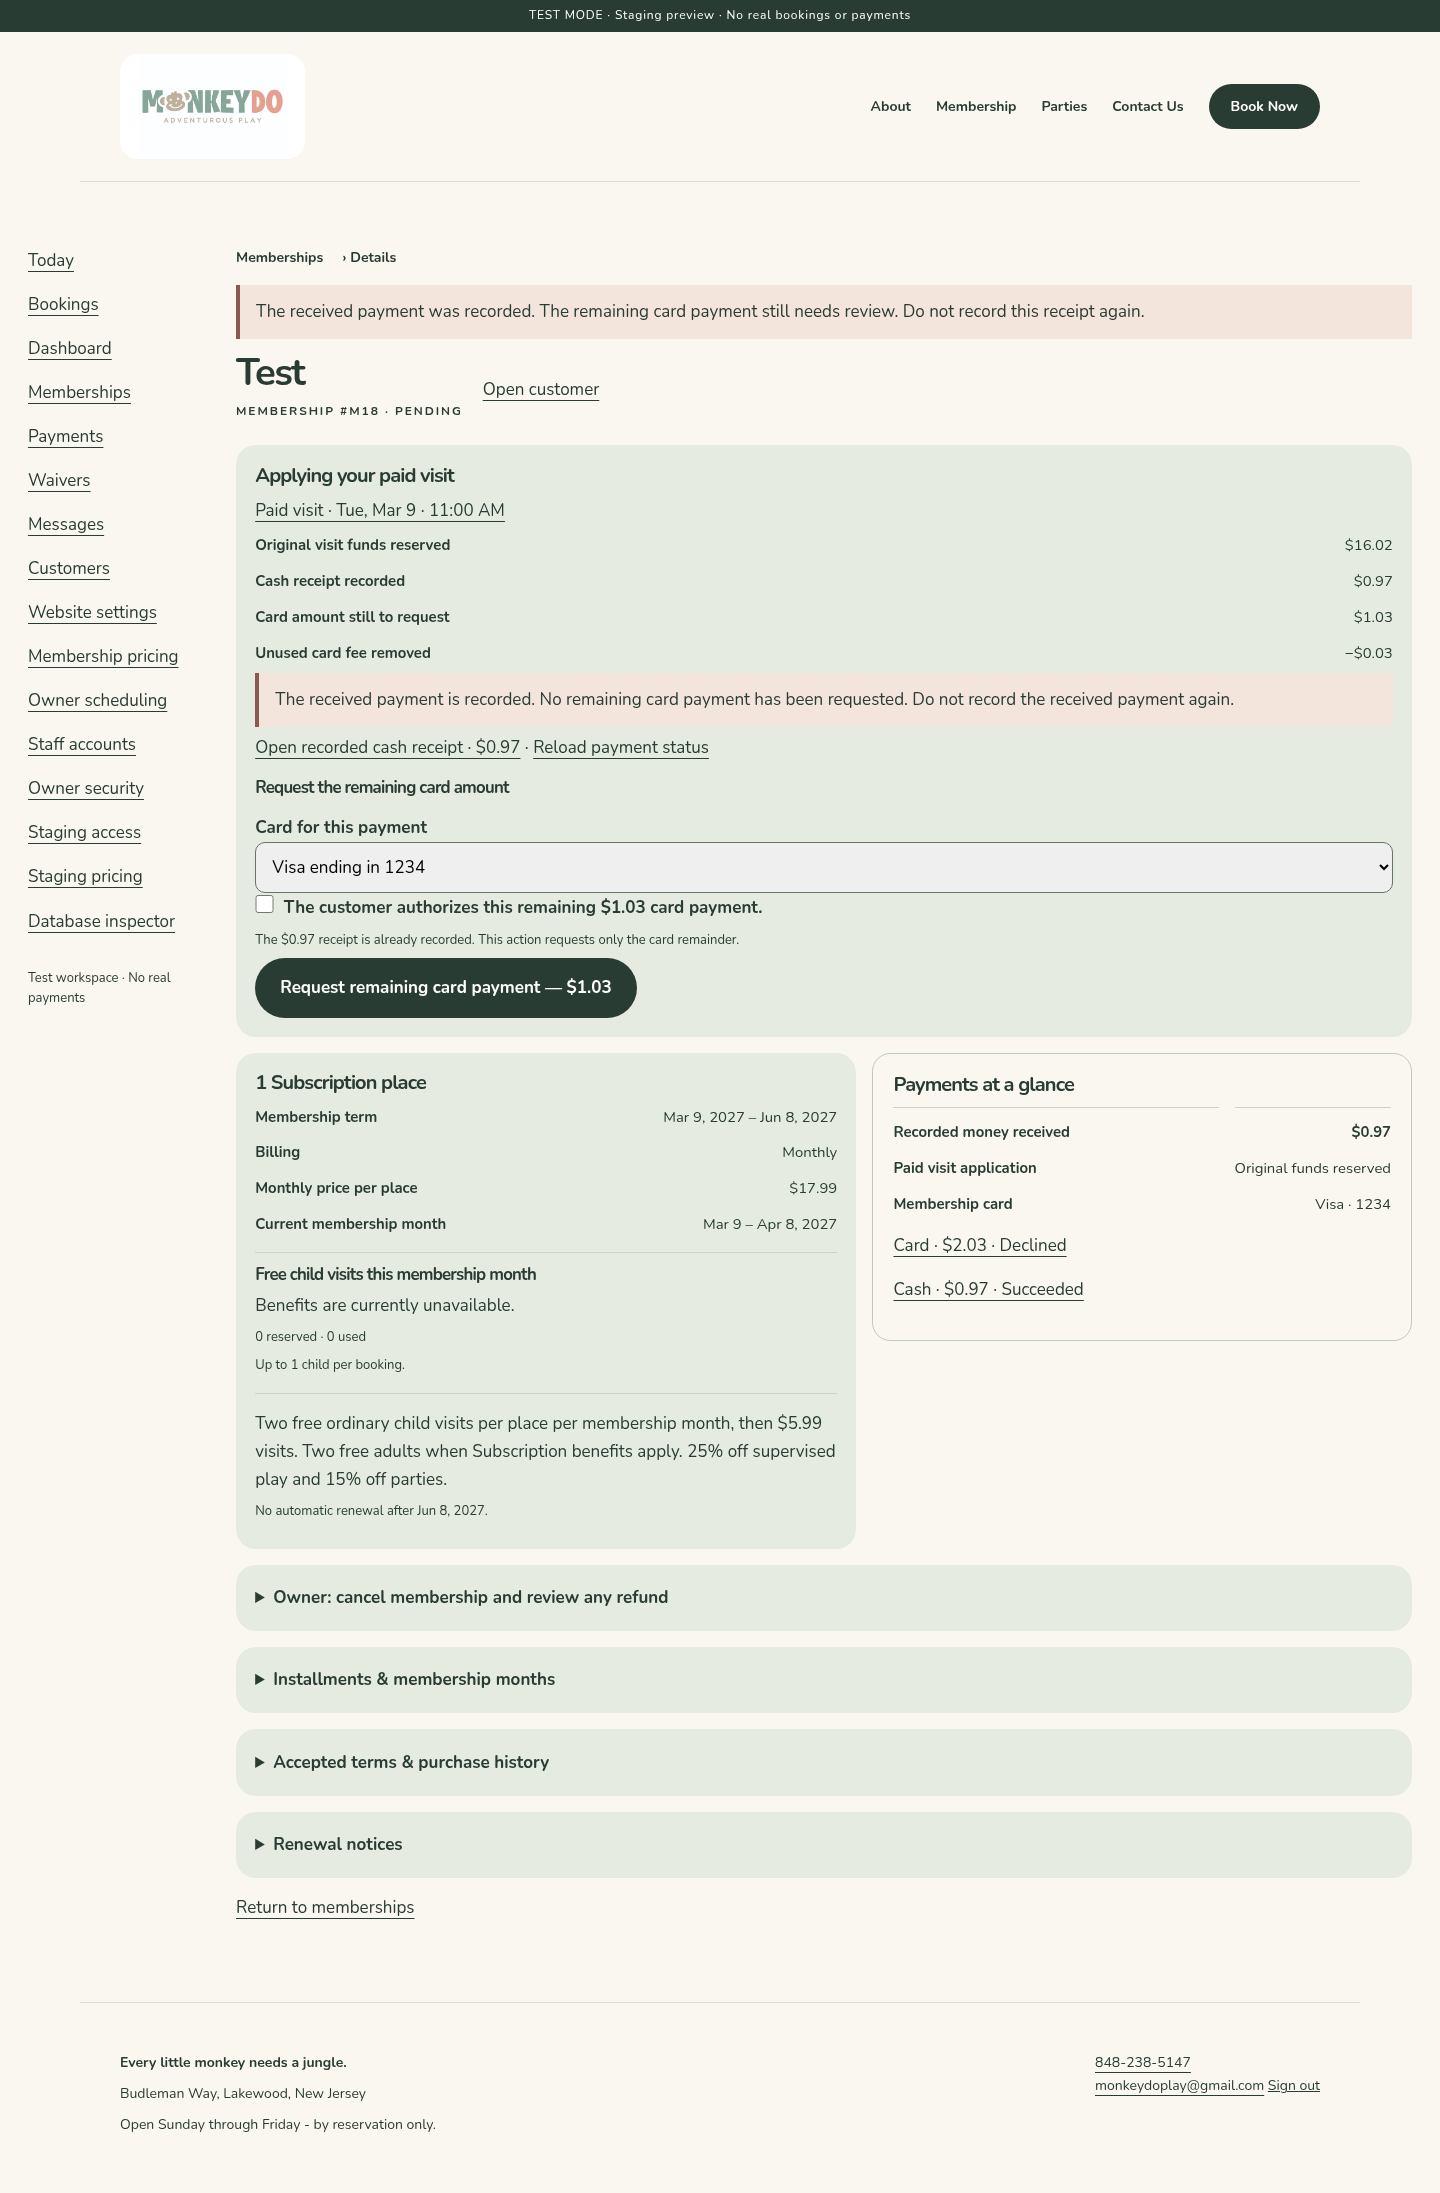 TEST MODE · Staging preview · No real bookings or payments
MONKEYDO
ADVENTUROUS PLAY
About Membership Parties Contact Us Book Now
Today
Bookings
Dashboard
Memberships
Payments
Waivers
Messages
Customers
Website settings
Membership pricing
Owner scheduling
Staff accounts
Owner security
Staging access
Staging pricing
Database inspector
Test workspace · No real
payments
Memberships › Details
The received payment was recorded. The remaining card payment still needs review. Do not record this receipt again.
Test
MEMBERSHIP #M18 · PENDING
Open customer
Applying your paid visit
Paid visit · Tue, Mar 9 · 11:00 AM
Original visit funds reserved $16.02
Cash receipt recorded $0.97
Card amount still to request $1.03
Unused card fee removed −$0.03
The received payment is recorded. No remaining card payment has been requested. Do not record the received payment again.
Open recorded cash receipt · $0.97 · Reload payment status
Request the remaining card amount
Card for this payment
Visa ending in 1234
The customer authorizes this remaining $1.03 card payment.
The $0.97 receipt is already recorded. This action requests only the card remainder.
Request remaining card payment — $1.03
1 Subscription place
Membership term Mar 9, 2027 – Jun 8, 2027
Billing Monthly
Monthly price per place $17.99
Current membership month Mar 9 – Apr 8, 2027
Free child visits this membership month
Benefits are currently unavailable.
0 reserved · 0 used
Up to 1 child per booking.
Two free ordinary child visits per place per membership month, then $5.99
visits. Two free adults when Subscription benefits apply. 25% off supervised
play and 15% off parties.
No automatic renewal after Jun 8, 2027.
Payments at a glance
Recorded money received $0.97
Paid visit application Original funds reserved
Membership card Visa · 1234
Card · $2.03 · Declined
Cash · $0.97 · Succeeded
Owner: cancel membership and review any refund
Installments & membership months
Accepted terms & purchase history
Renewal notices
Return to memberships
Every little monkey needs a jungle.
Budleman Way, Lakewood, New Jersey
Open Sunday through Friday - by reservation only.
848-238-5147
monkeydoplay@gmail.com Sign out